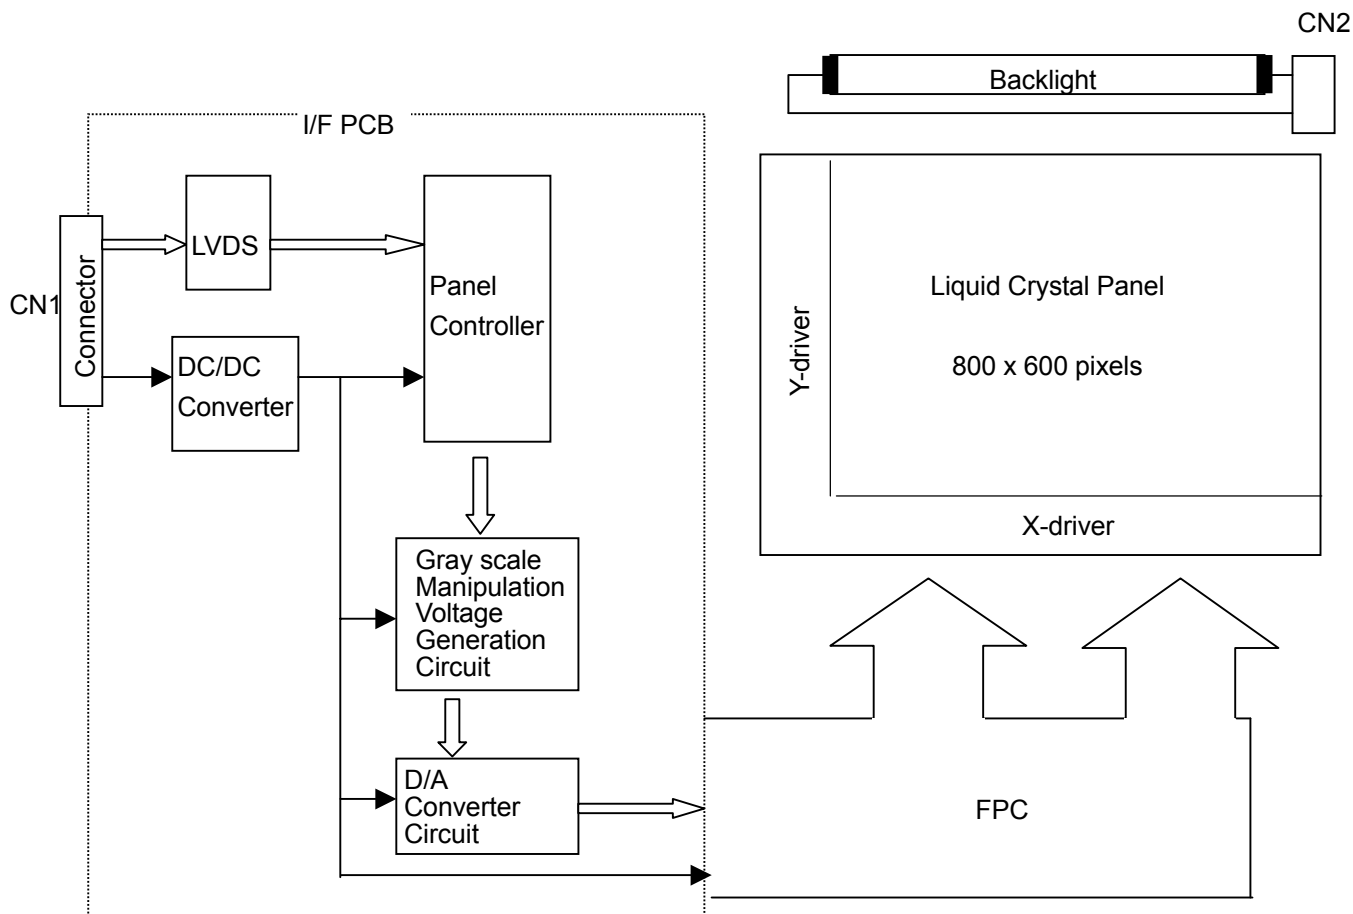 CN2
Backlight
I/F PCB
LVDS
Panel
Controller
CN1
Connector
DC/DC
Converter
Liquid Crystal Panel
800 x 600 pixels
Y-driver
X-driver
Gray scale
Manipulation
Voltage
Generation
Circuit
D/A
Converter
Circuit
FPC